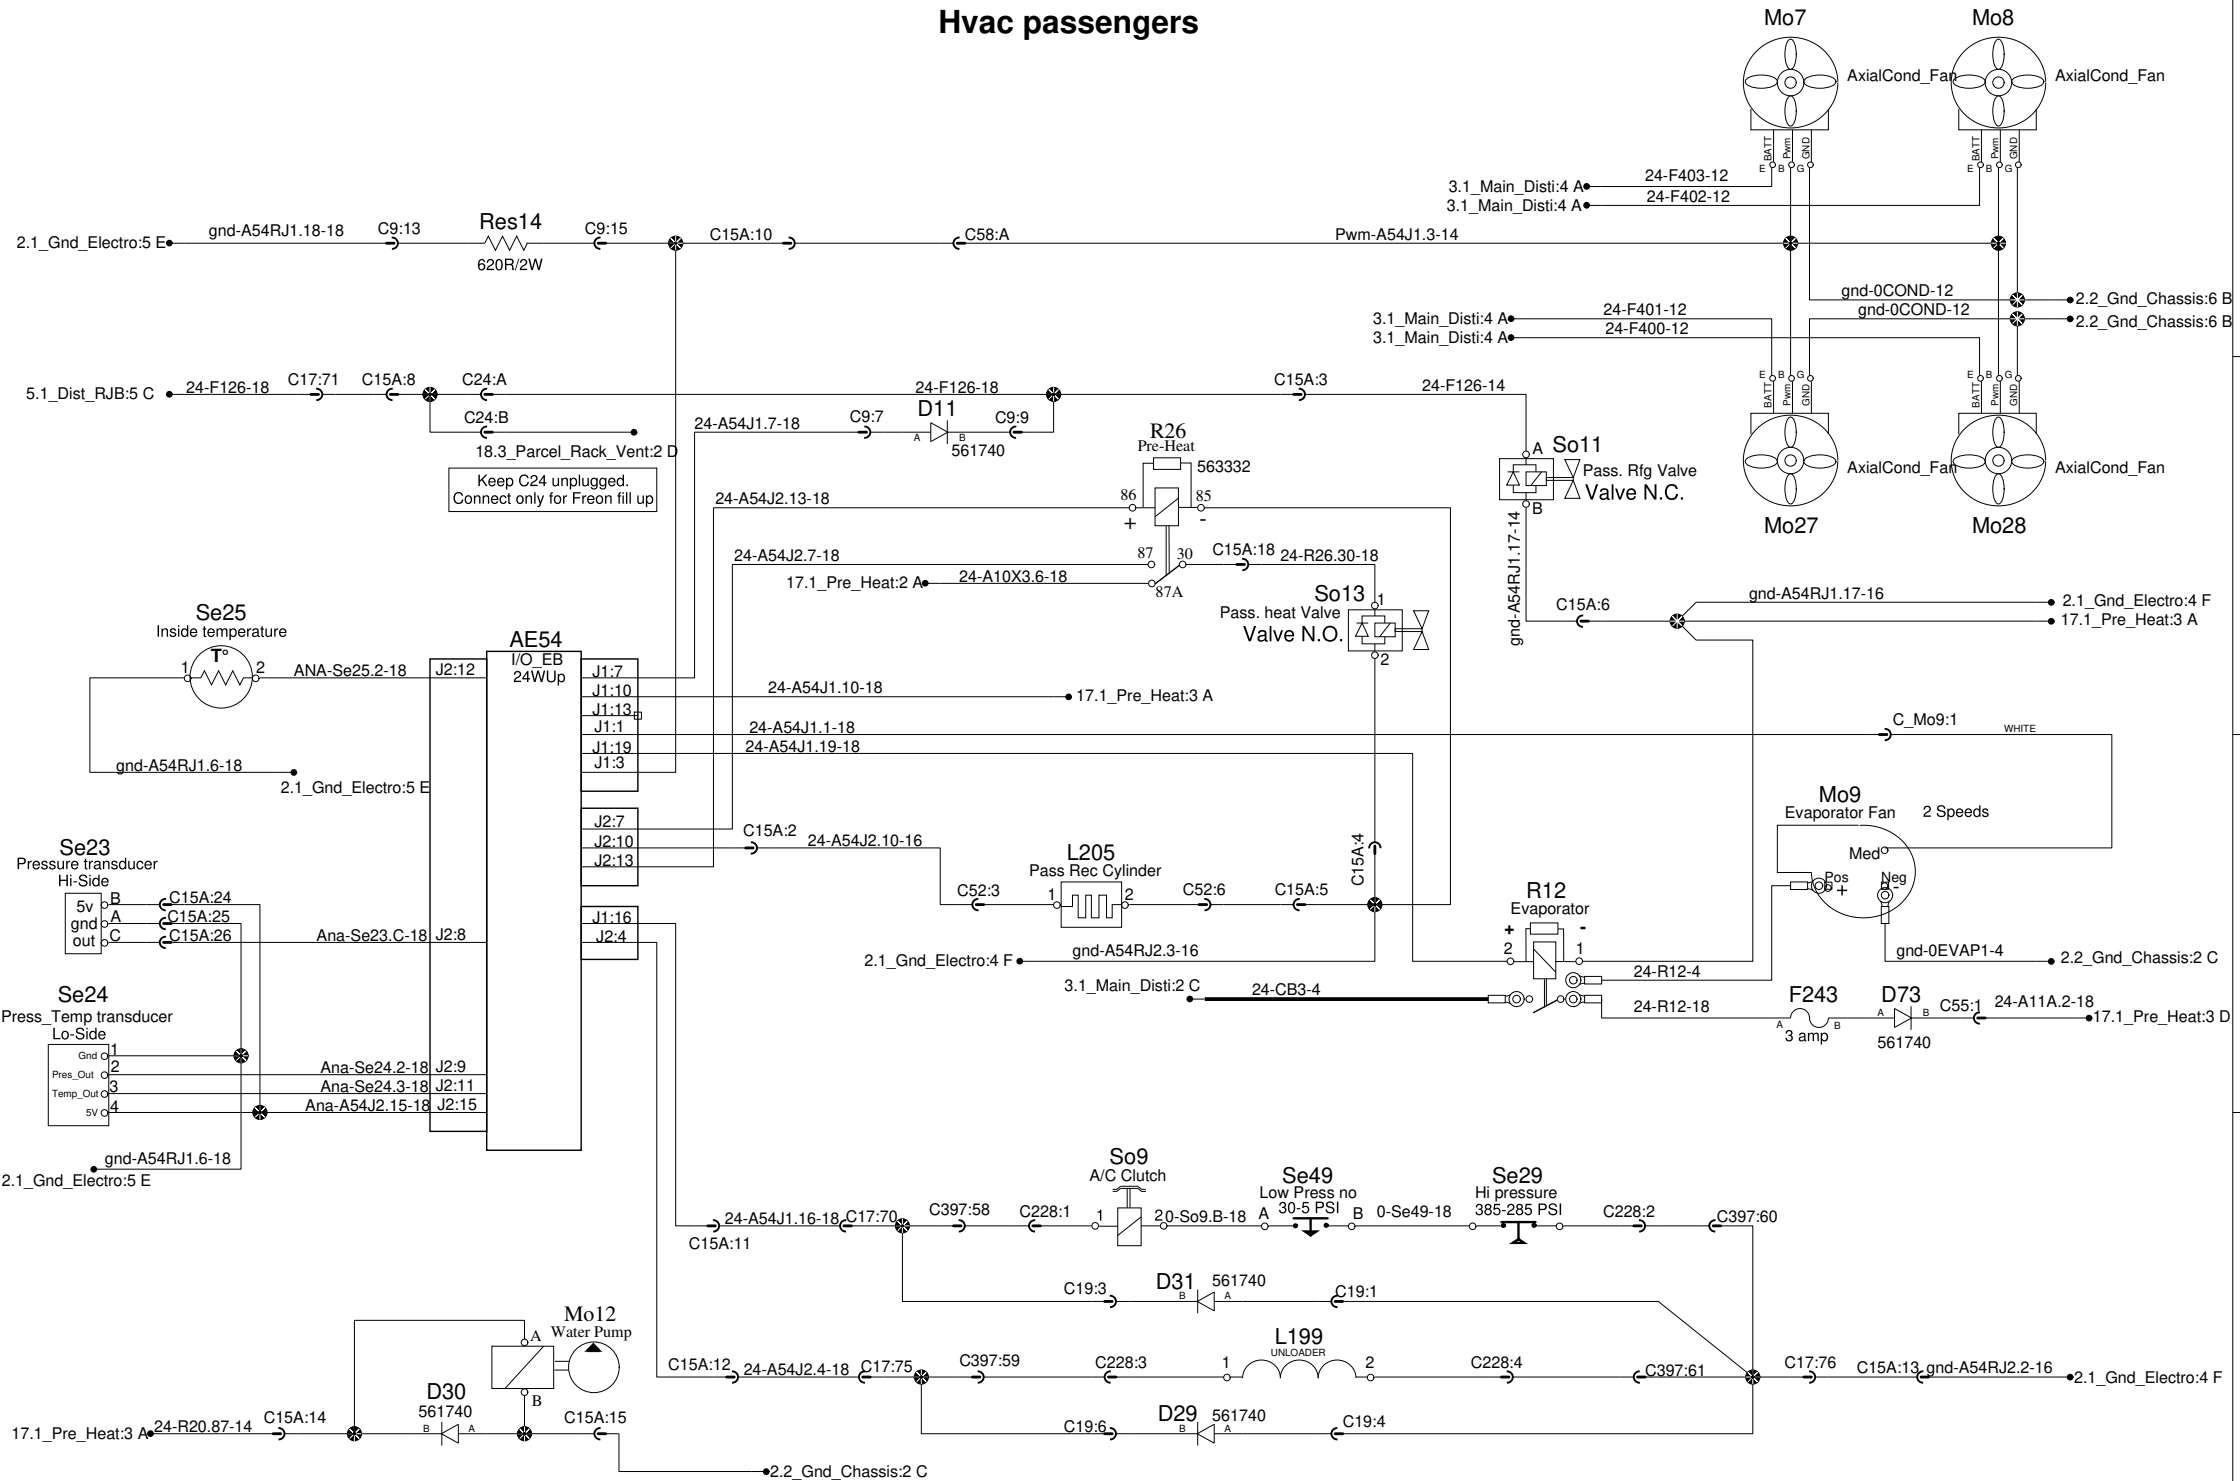 Hvac passengers
Mo7
Mo8
AxialCond_Fan
AxialCond_Fan
BATT
Pwm
GND
BATT
Pwm
GND
E
B
G
E
B
G
3.1_Main_Disti:4 A
24-F403-12
3.1_Main_Disti:4 A
24-F402-12
2.1_Gnd_Electro:5 E
gnd-A54RJ1.18-18
C9:13
Res14
620R/2W
C9:15
C15A:10
C58:A
Pwm-A54J1.3-14
gnd-0COND-12
2.2_Gnd_Chassis:6 B
gnd-0COND-12
2.2_Gnd_Chassis:6 B
3.1_Main_Disti:4 A
24-F401-12
3.1_Main_Disti:4 A
24-F400-12
E
B
G
E
B
G
BATT
Pwm
GND
BATT
Pwm
GND
AxialCond_Fan
AxialCond_Fan
Mo27
Mo28
5.1_Dist_RJB:5 C
24-F126-18
C17:71
C15A:8
C24:A
24-F126-18
C15A:3
24-F126-14
C24:B
18.3_Parcel_Rack_Vent:2 D
Keep C24 unplugged.
Connect only for Freon fill up
24-A54J1.7-18
C9:7
D11
A
B
561740
C9:9
R26
Pre-Heat
563332
24-A54J2.13-18
86
+
85
-
24-A54J2.7-18
87
30
C15A:18
24-R26.30-18
17.1_Pre_Heat:2 A
24-A10X3.6-18
87A
So11
A
Pass. Rfg Valve
Valve N.C.
B
gnd-A54RJ1.17-14
So13
Pass. heat Valve
Valve N.O.
1
2
C15A:6
gnd-A54RJ1.17-16
2.1_Gnd_Electro:4 F
17.1_Pre_Heat:3 A
Se25
Inside temperature
T°
1
2
ANA-Se25.2-18
gnd-A54RJ1.6-18
2.1_Gnd_Electro:5 E
AE54
I/O_EB
24WUp
J2:12
J1:7
J1:10
J1:13
J1:1
J1:19
J1:3
J2:7
J2:10
J2:13
J1:16
J2:4
24-A54J1.10-18
17.1_Pre_Heat:3 A
24-A54J1.1-18
24-A54J1.19-18
C_Mo9:1
WHITE
Mo9
Evaporator Fan
2 Speeds
Med
Pos
+
Neg
-
gnd-0EVAP1-4
2.2_Gnd_Chassis:2 C
C15A:2
24-A54J2.10-16
C52:3
L205
Pass Rec Cylinder
1
2
C52:6
C15A:5
C15A:4
2.1_Gnd_Electro:4 F
gnd-A54RJ2.3-16
R12
Evaporator
+
-
2
1
3.1_Main_Disti:2 C
24-CB3-4
24-R12-4
24-R12-18
F243
A
B
3 amp
D73
A
B
561740
C55:1
24-A11A.2-18
17.1_Pre_Heat:3 D
Se23
Pressure transducer
Hi-Side
5v
gnd
out
B
A
C
C15A:24
C15A:25
C15A:26
Ana-Se23.C-18
J2:8
Se24
Press_Temp transducer
Lo-Side
Gnd
1
Pres_Out
2
Temp_Out
3
5V
4
Ana-Se24.2-18
J2:9
Ana-Se24.3-18
J2:11
Ana-A54J2.15-18
J2:15
gnd-A54RJ1.6-18
2.1_Gnd_Electro:5 E
C15A:11
24-A54J1.16-18
C17:70
C397:58
C228:1
So9
A/C Clutch
1
2
0-So9.B-18
Se49
Low Press no
30-5 PSI
A
B
0-Se49-18
Se29
Hi pressure
385-285 PSI
C228:2
C397:60
C19:3
D31
561740
B
A
C19:1
C15A:12
24-A54J2.4-18
C17:75
C397:59
C228:3
L199
UNLOADER
1
2
C228:4
C397:61
C17:76
C15A:13
gnd-A54RJ2.2-16
2.1_Gnd_Electro:4 F
C19:6
D29
561740
B
A
C19:4
Mo12
Water Pump
A
B
17.1_Pre_Heat:3 A
24-R20.87-14
C15A:14
D30
561740
B
A
C15A:15
2.2_Gnd_Chassis:2 C